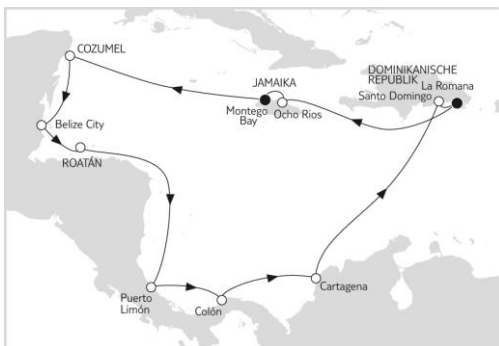 COZUMEL
Belize City
ROATÁN
JAMAIKA
Montego
Bay
Ocho Rios
DOMINIKANISCHE
REPUBLIK
La Romana
Santo Domingo
Puerto
Limón
Colón
Cartagena